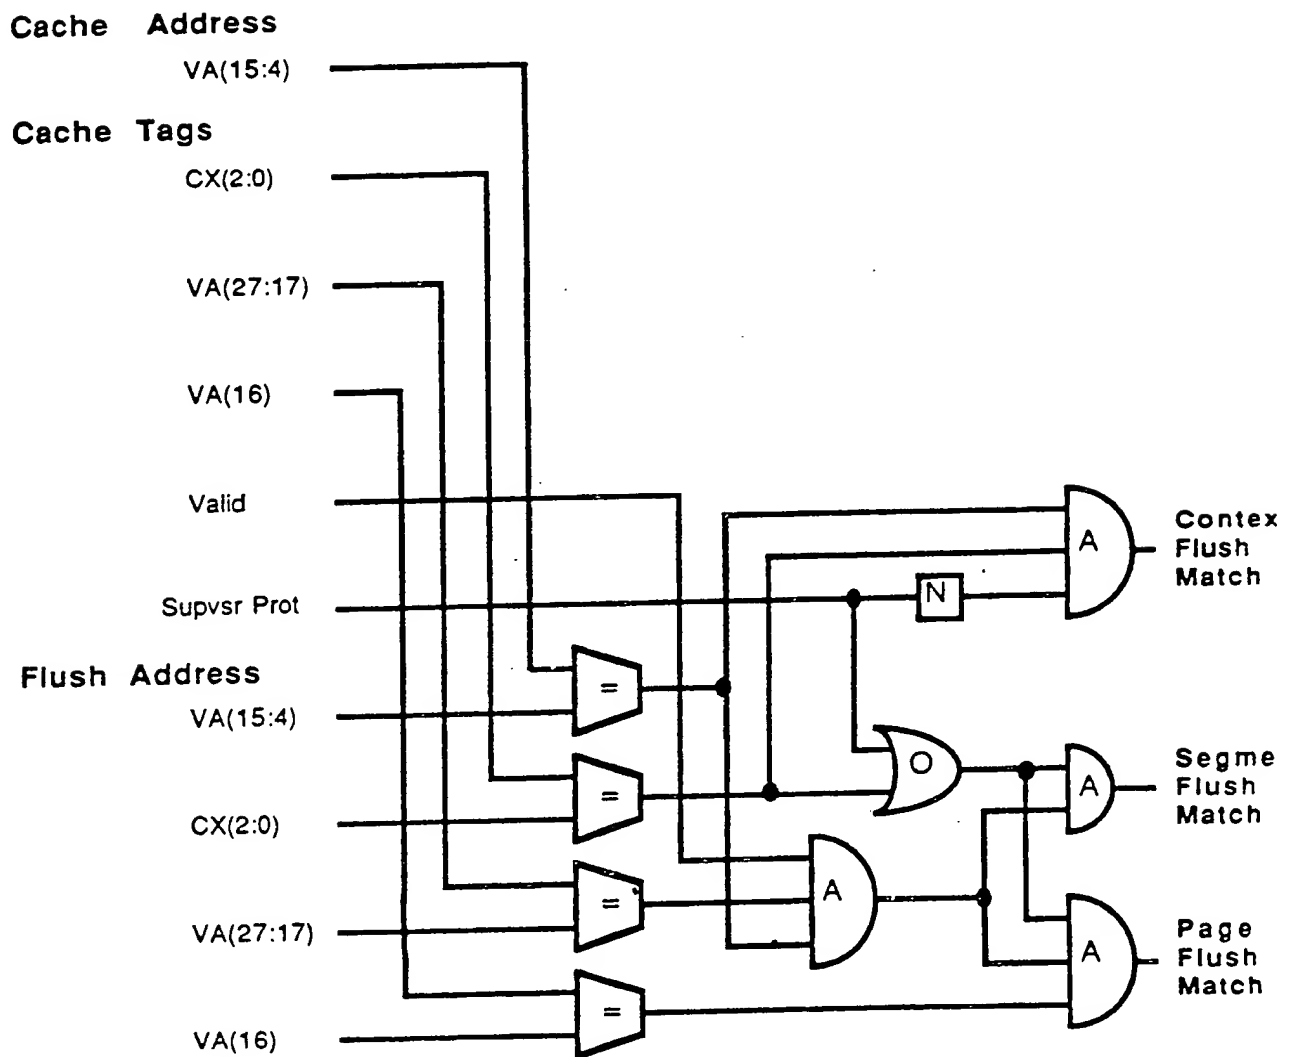 Cache Address
VA(15:4)
Cache Tags
CX(2:0)
VA(27:17)
VA(16)
Valid
Supvsr Prot
Flush Address
VA(15:4)
CX(2:0)
VA(27:17)
VA(16)
=
=
=
=
N
O
A
A
A
A
Contex
Flush
Match
Segme
Flush
Match
Page
Flush
Match